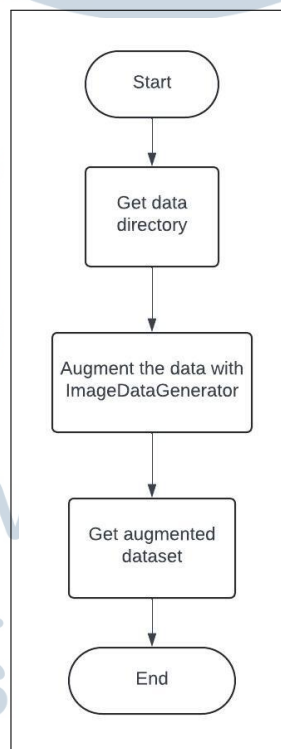 Start
Get data
directory
Augment the data with
ImageDataGenerator
Get augmented
dataset
End